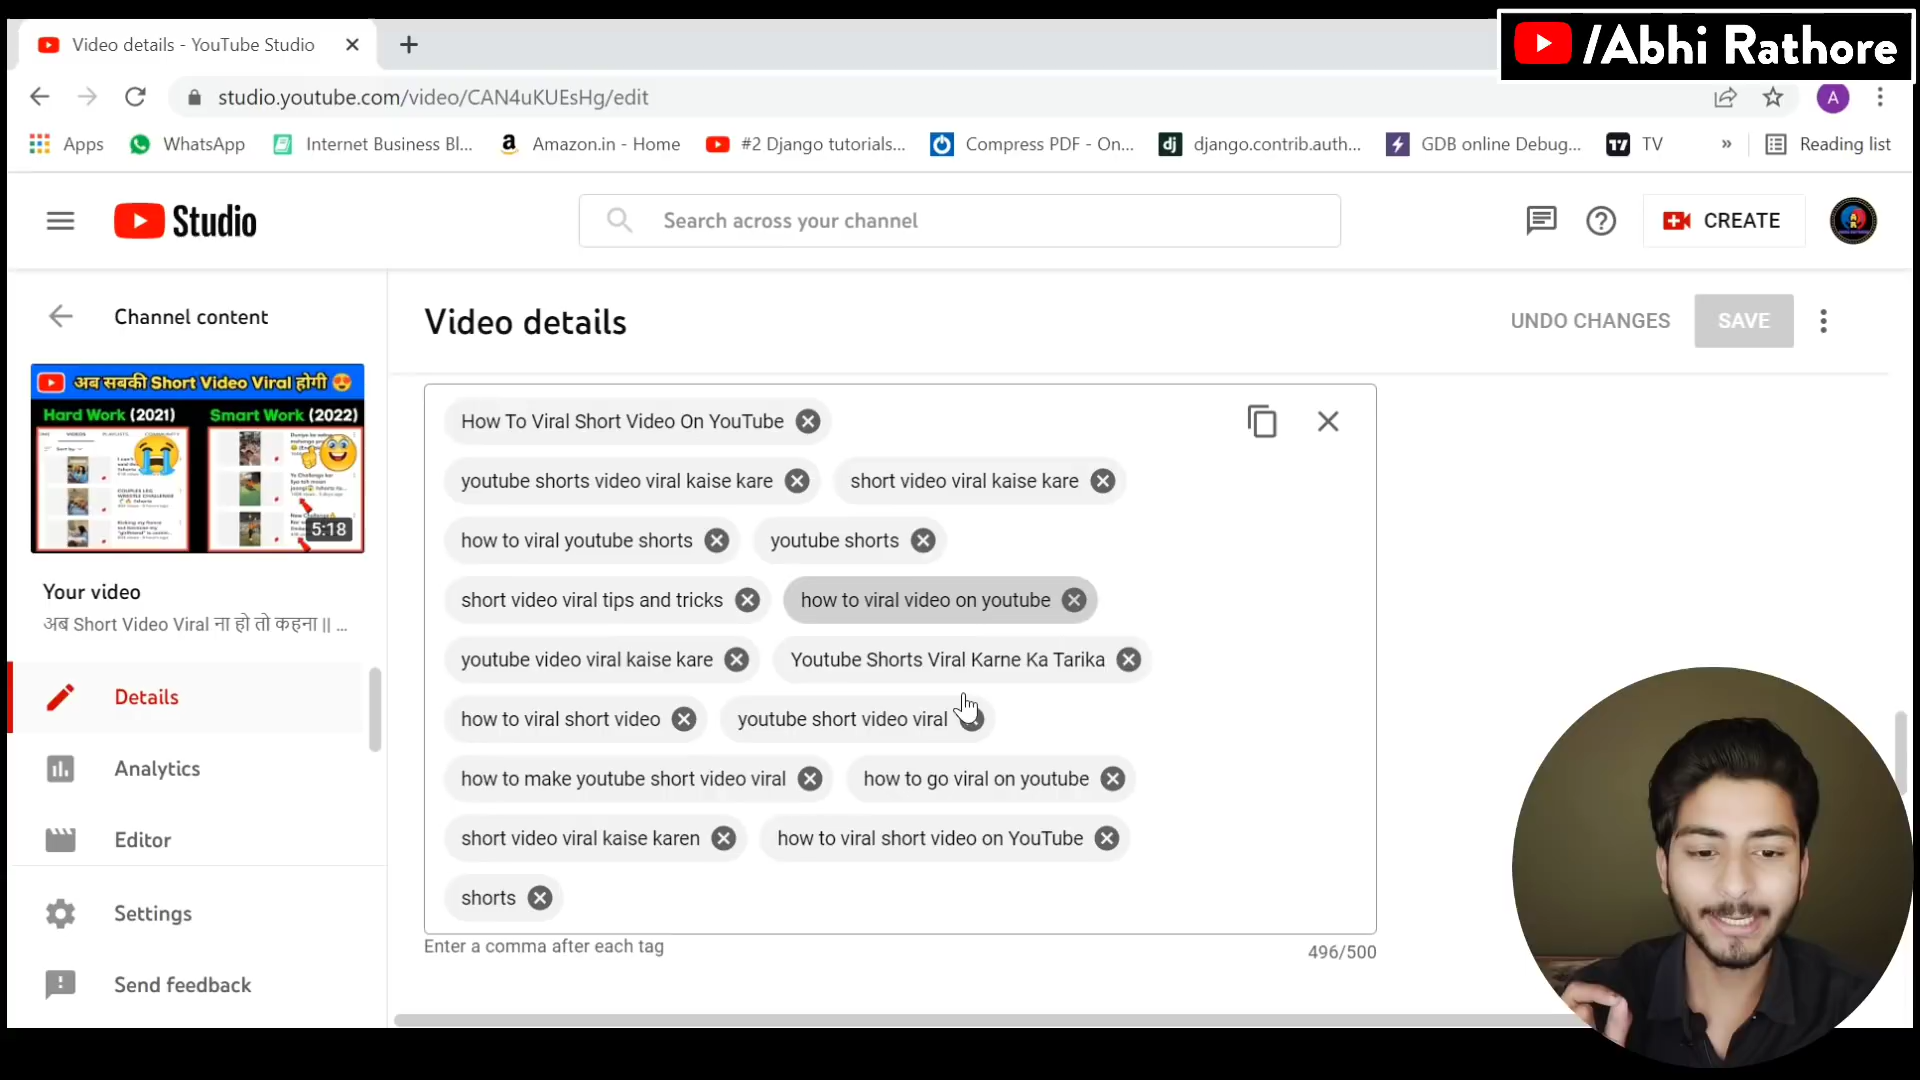 Video details - YouTube Studio
/Abhi Rathore
studio.youtube.com/video/CAN4uKUEsHg/edit
A
Apps WhatsApp Internet Business Bl... Amazon.in - Home #2 Django tutorials... Compress PDF - On... dj django.contrib.auth... GDB online Debug... TV » Reading list
Studio
Search across your channel
CREATE
Channel content
Video details
UNDO CHANGES SAVE
अब सबकी Short Video Viral होगी
Hard Work (2021) Smart Work (2022)
5:18
Your video
अब Short Video Viral ना हो तो कहना || ...
Details
Analytics
Editor
Settings
Send feedback
How To Viral Short Video On YouTube
youtube shorts video viral kaise kare short video viral kaise kare
how to viral youtube shorts youtube shorts
short video viral tips and tricks how to viral video on youtube
youtube video viral kaise kare Youtube Shorts Viral Karne Ka Tarika
how to viral short video youtube short video viral
how to make youtube short video viral how to go viral on youtube
short video viral kaise karen how to viral short video on YouTube
shorts
Enter a comma after each tag
496/500